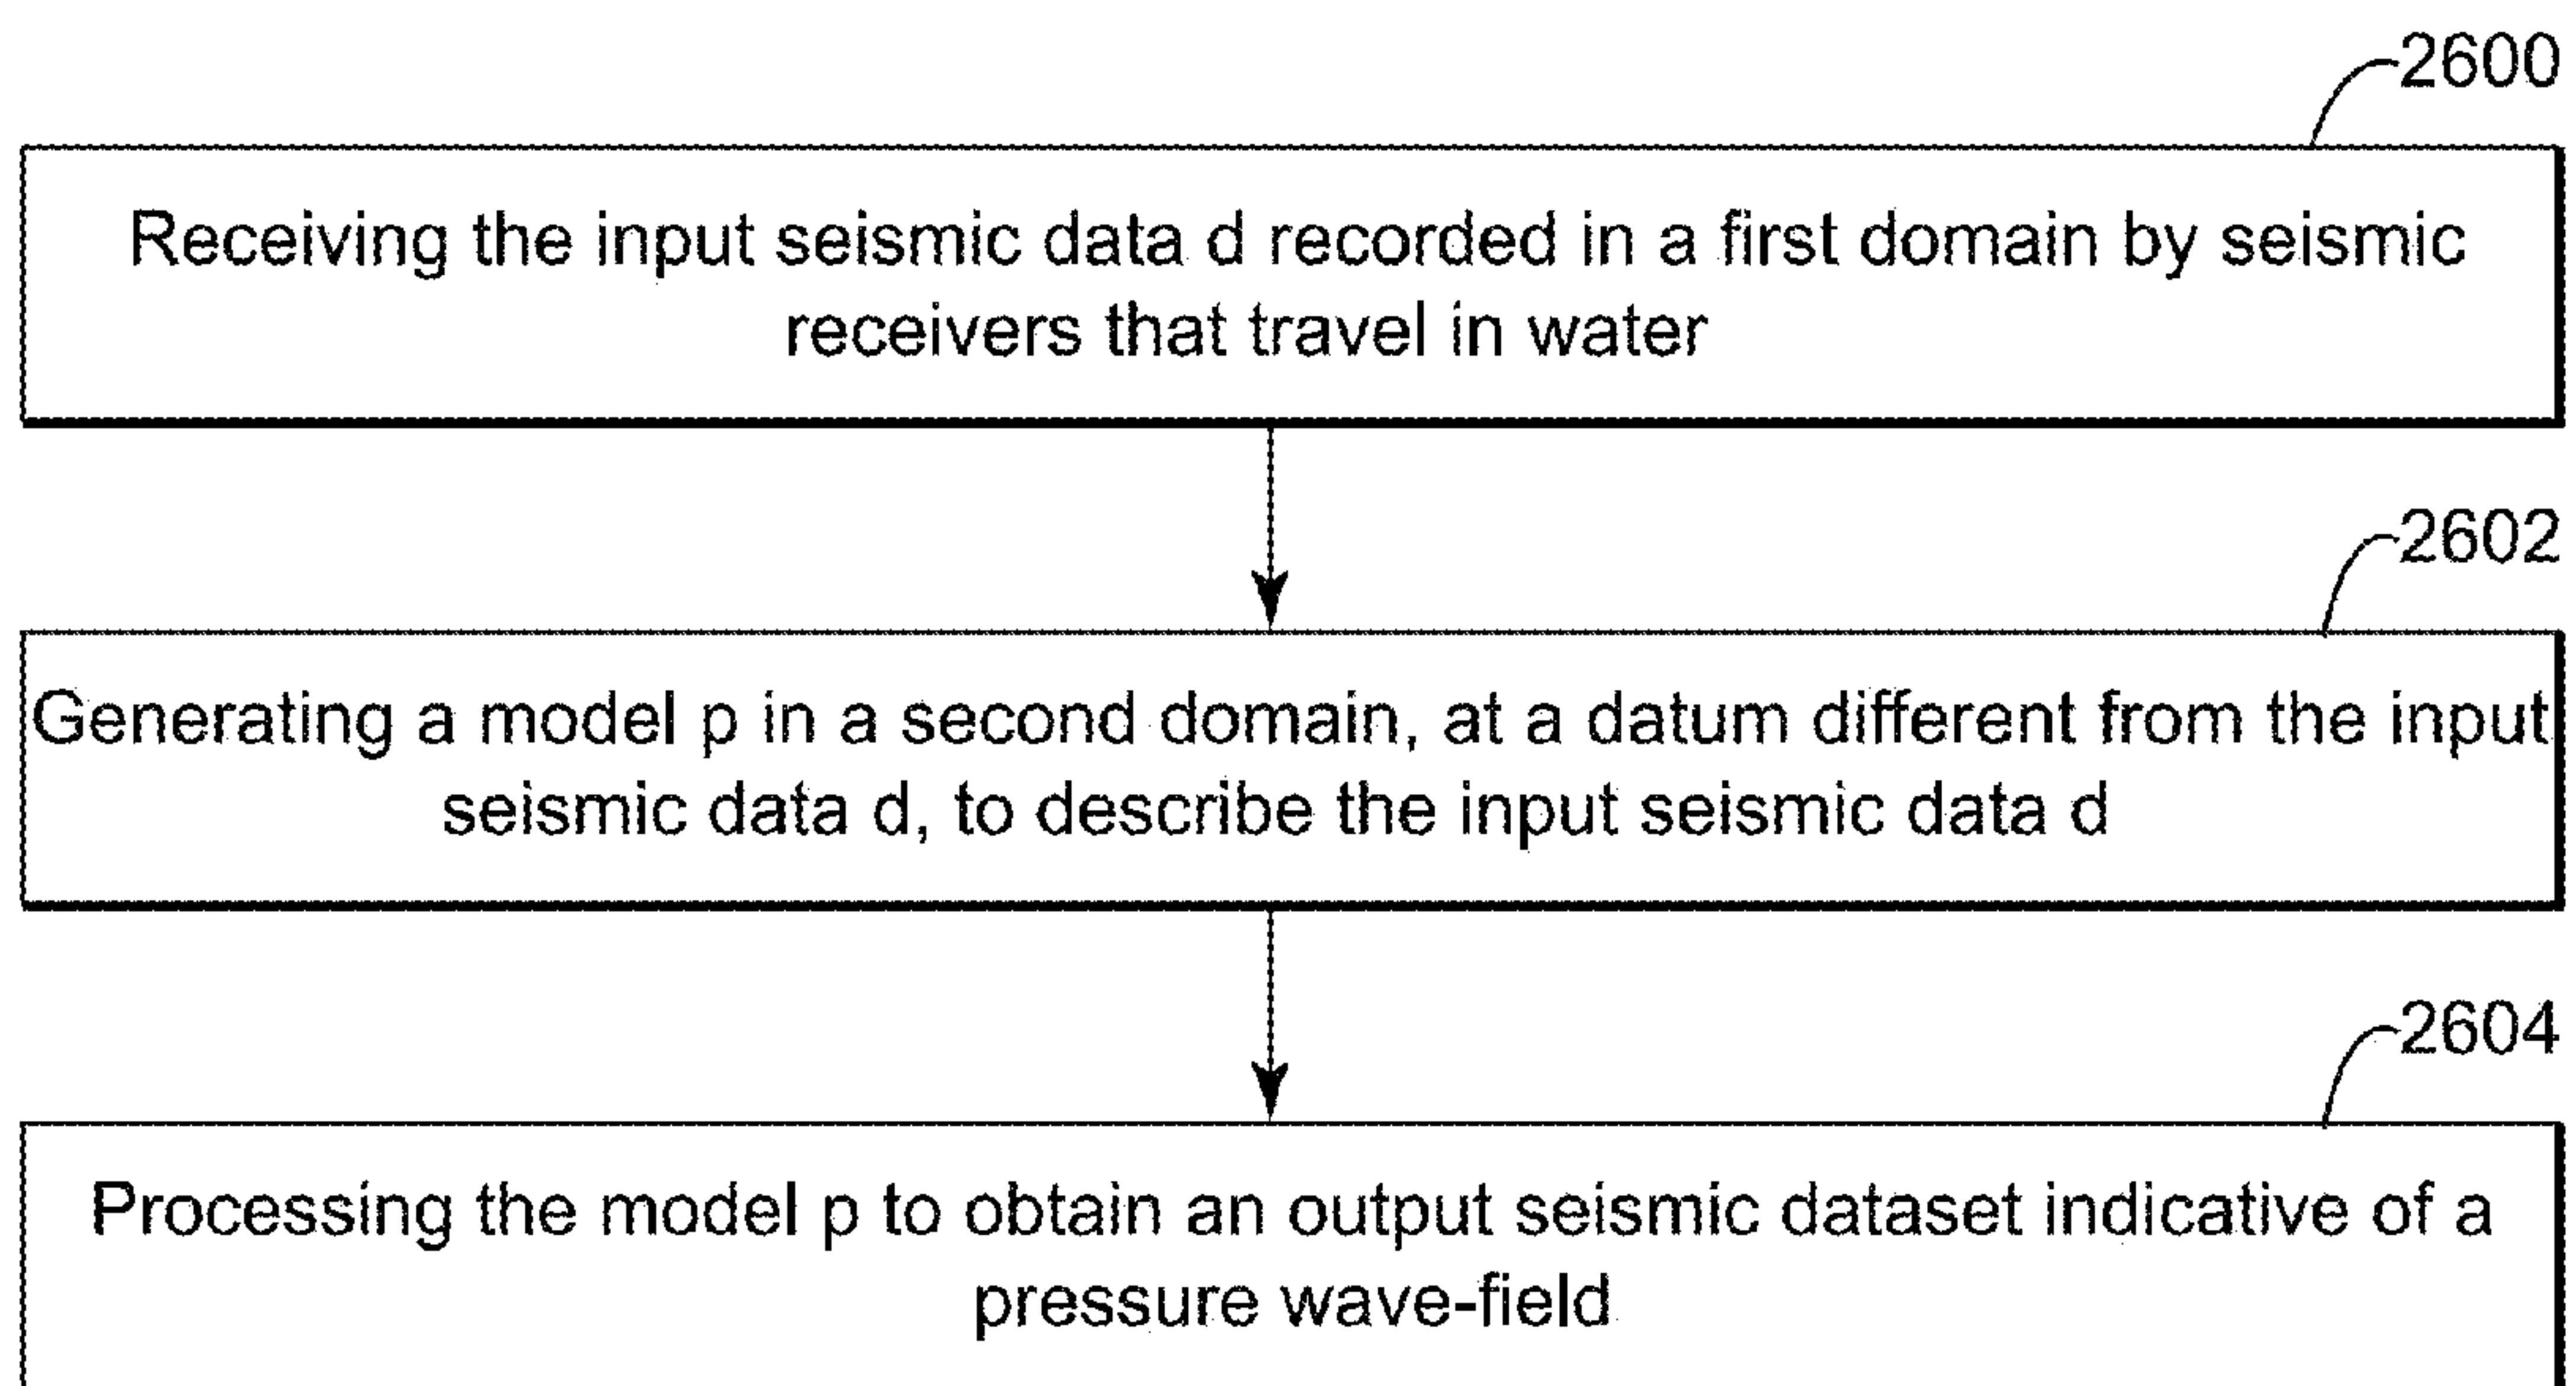 2600
Receiving the input seismic data d recorded in a first domain by seismic
receivers that travel in water
2602
Generating a model p in a second domain, at a datum different from the input
seismic data d, to describe the input seismic data d
2604
Processing the model p to obtain an output seismic dataset indicative of a
pressure wave-field